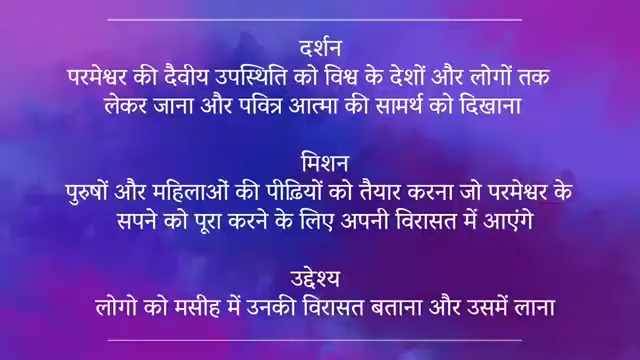 दर्शन
परमेश्वर की दैवीय उपस्थिति को विश्व के देशों और लोगों तक
लेकर जाना और पवित्र आत्मा की सामर्थ को दिखाना
मिशन
पुरुषों और महिलाओं की पीढ़ियों को तैयार करना जो परमेश्वर के
सपने को पूरा करने के लिए अपनी विरासत में आएंगे
उद्देश्य
लोगो को मसीह में उनकी विरासत बताना और उसमें लाना